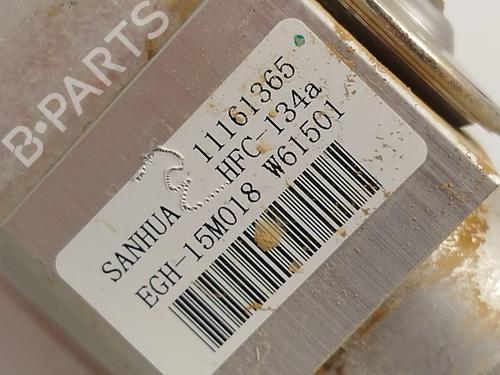 B-PARTS
11161365
SANHUA HFC-134a
EGH-15M018 W61501